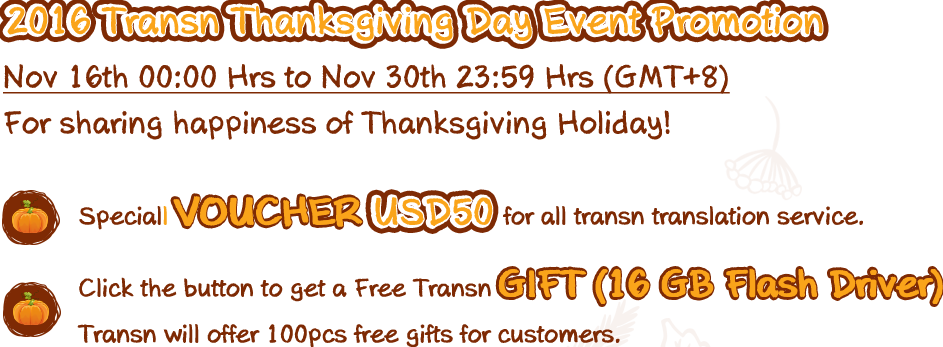 2016 Transn Thanksgiving Day Event Promotion
Nov 16th 00:00 Hrs to Nov 30th 23:59 Hrs (GMT+8)
For sharing happiness of Thanksgiving Holiday!
Speciall VOUCHER USD50 for all transn translation service.
Click the button to get a Free Transn GIFT (16 GB Flash Driver)
Transn will offer 100pcs free gifts for customers.